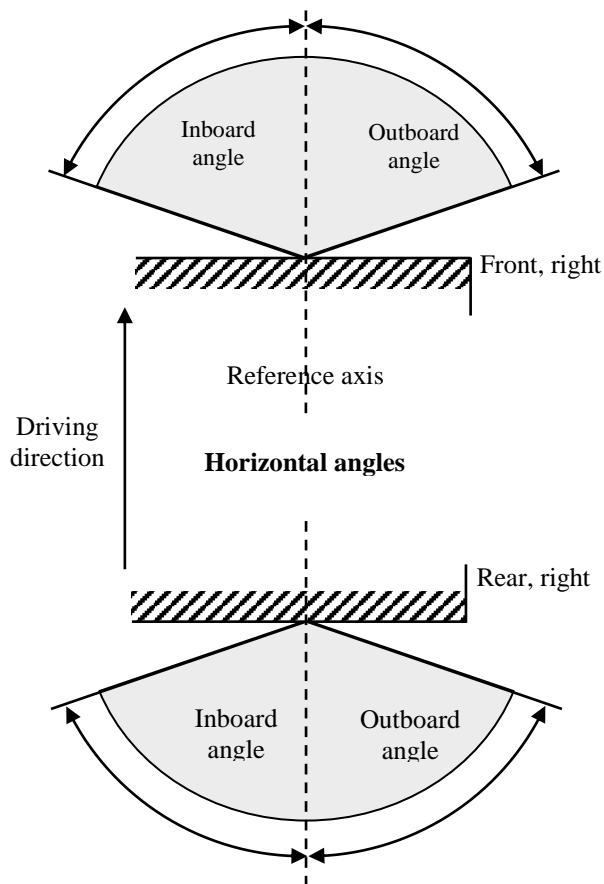 Inboard
angle
Outboard
angle
Front, right
Reference axis
Driving
direction
Horizontal angles
Rear, right
Inboard
angle
Outboard
angle